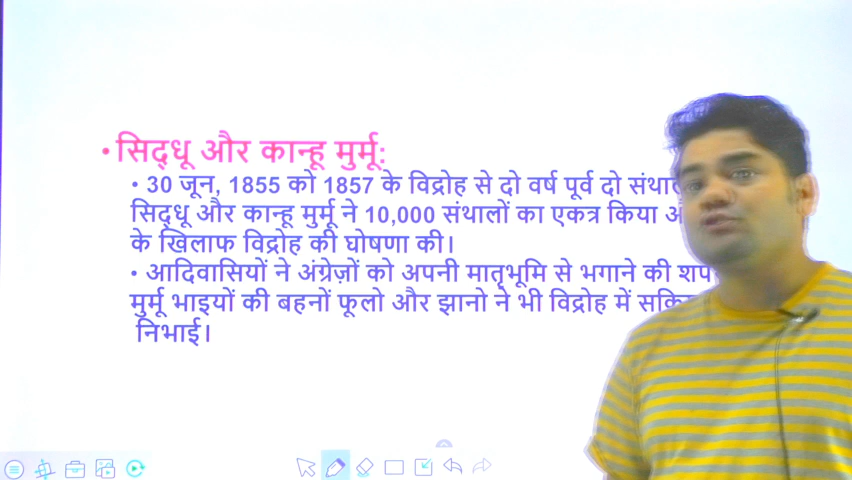 • सिद्धू और कान्हू मुर्मू:
• 30 जून, 1855 को 1857 के विद्रोह से दो वर्ष पूर्व दो
सिद्धू और कान्हू मुर्मू ने 10,000 संथालों का एकत्र किया
के खिलाफ विद्रोह की घोषणा की।
• आदिवासियों ने अंग्रेज़ों को अपनी मातृभूमि से भगाने की
मुर्मू भाइयों की बहनों फूलो और झानो ने भी विद्रोह में
निभाई।